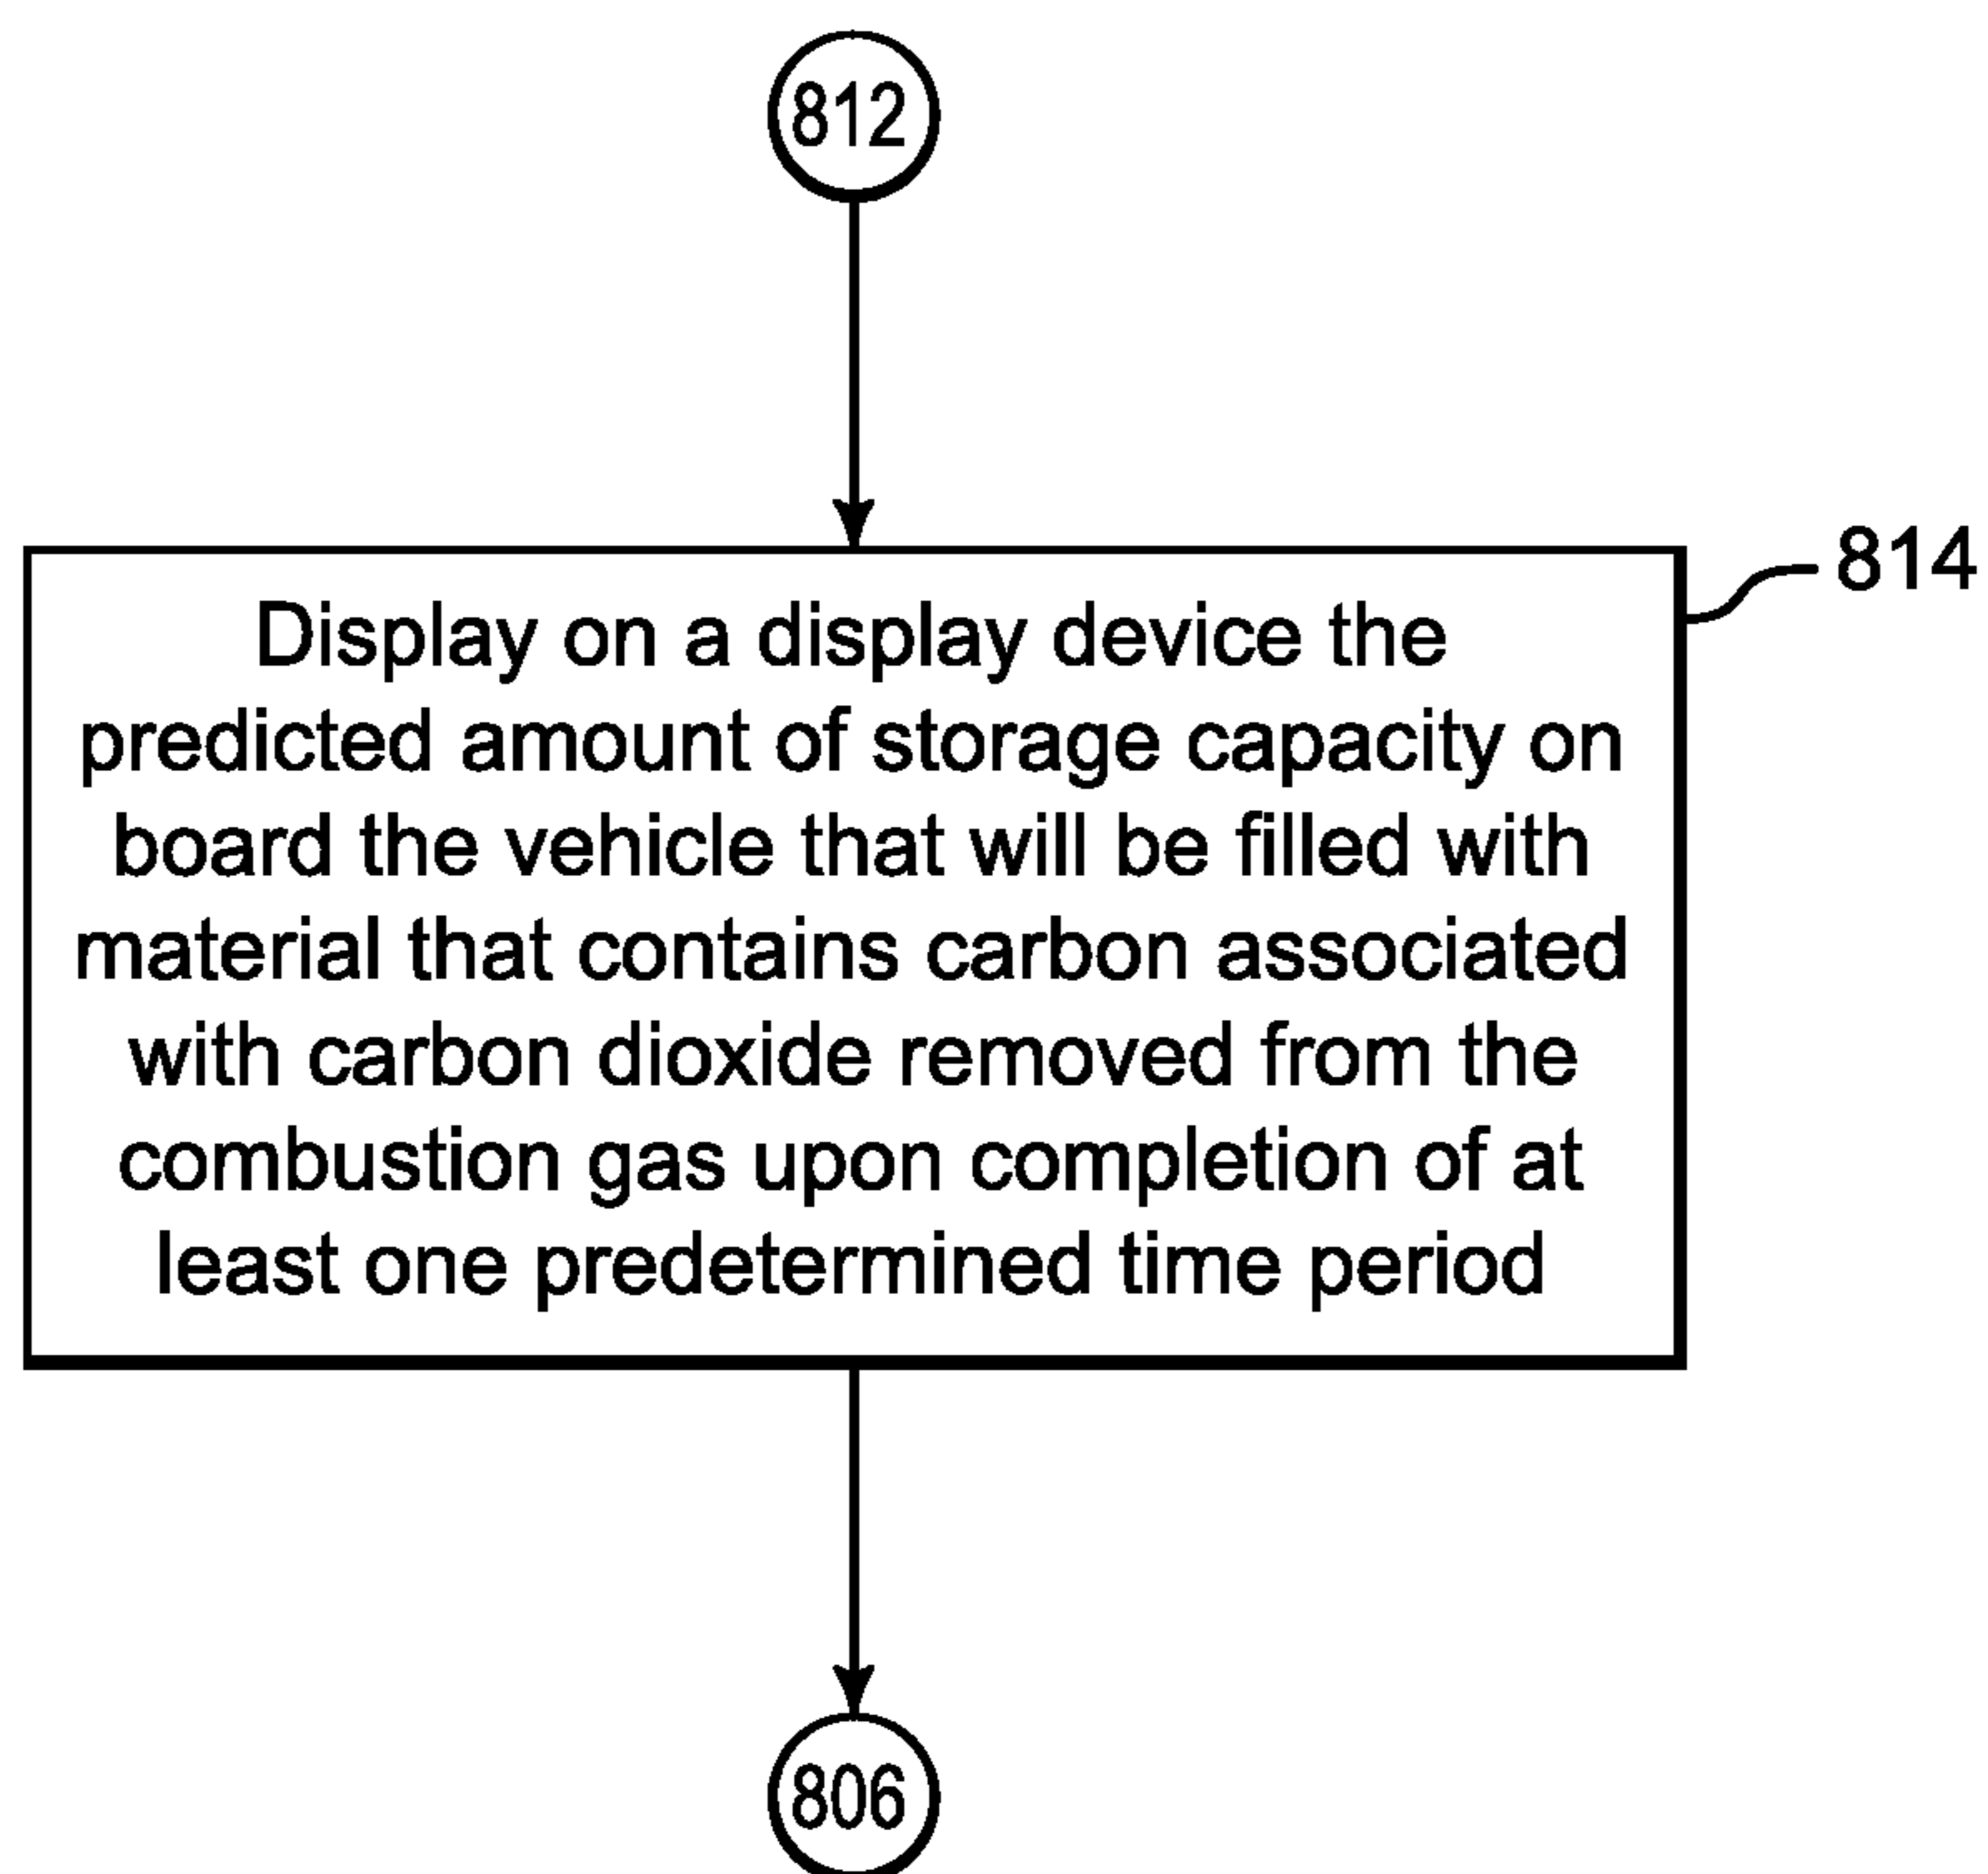 812
814
Display on a display device the
predicted amount of storage capacity on
board the vehicle that will be filled with
material that contains carbon associated
with carbon dioxide removed from the
combustion gas upon completion of at
least one predetermined time period
806